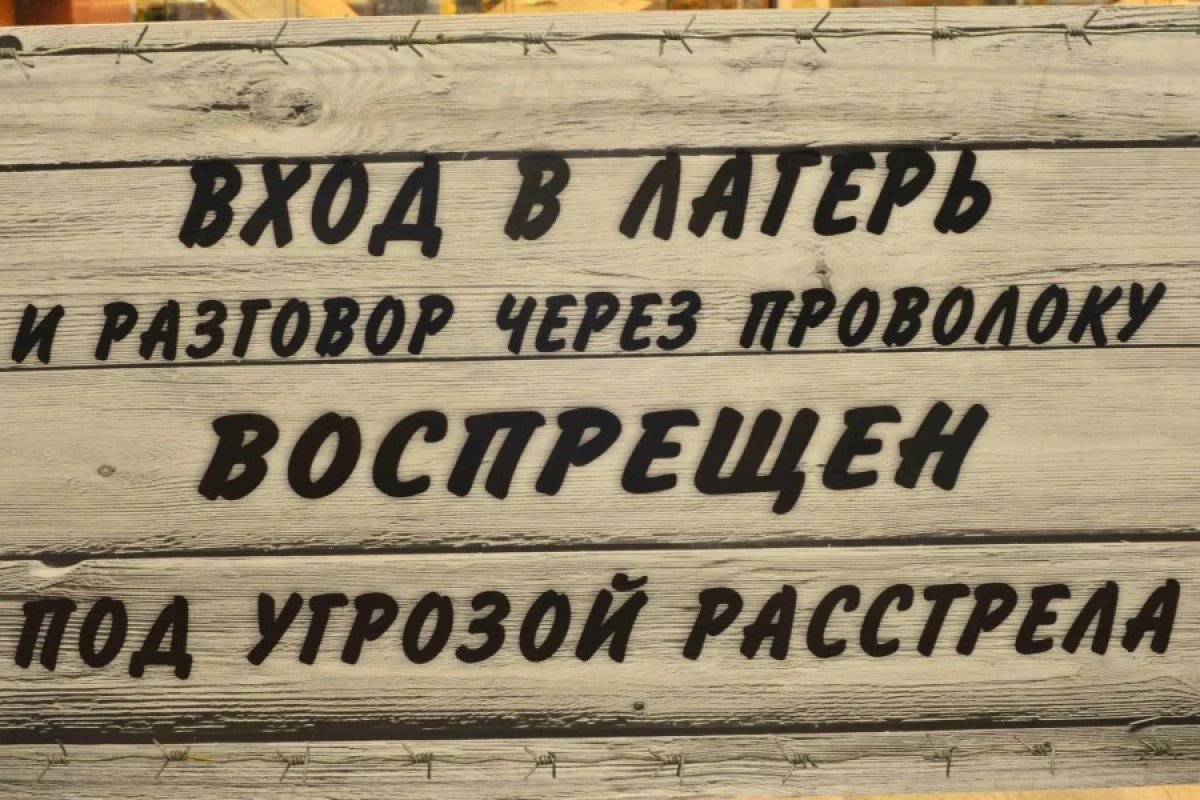 ВХОД В ЛАГЕРЬ
И РАЗГОВОР ЧЕРЕЗ ПРОВОЛОКУ
ВОСПРЕЩЕН
ПОД УГРОЗОЙ РАССТРЕЛА